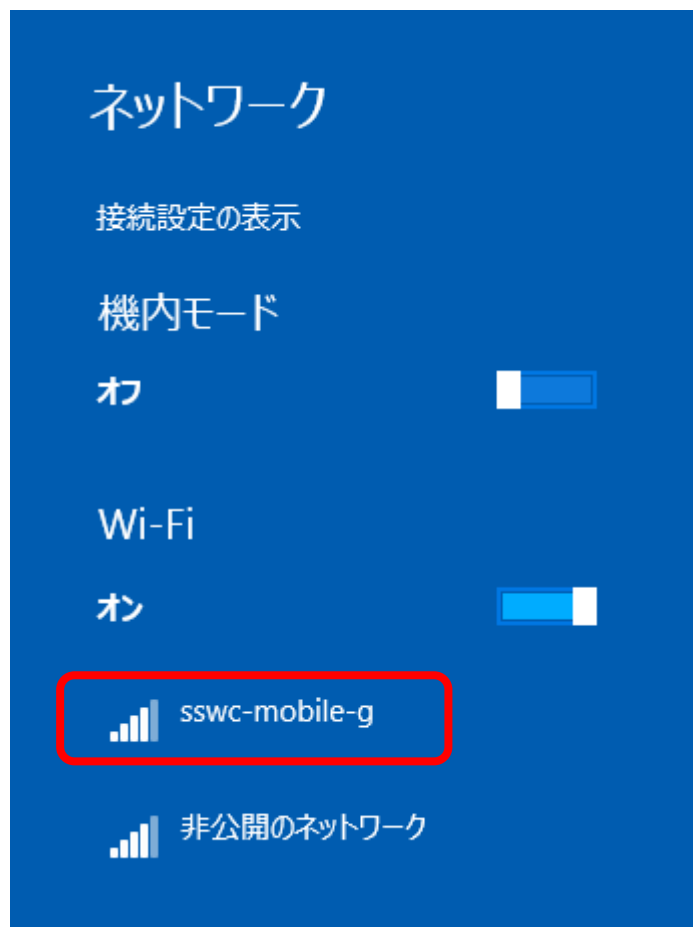 ネットワーク
接続設定の表示
機内モード
オフ
Wi-Fi
オン
sswc-mobile-g
非公開のネットワーク